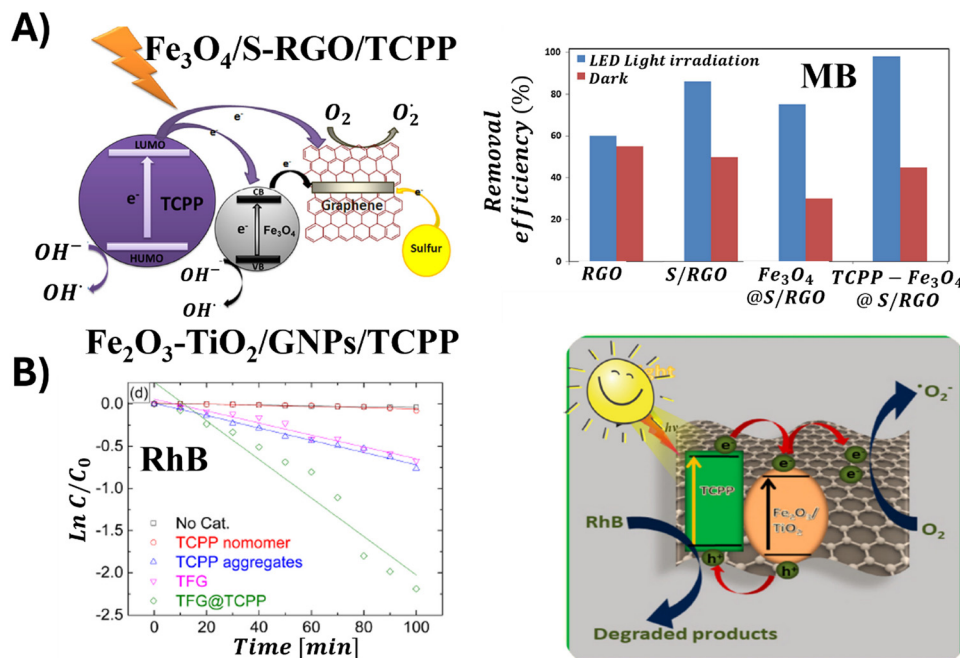 A)
Fe₃O₄/S-RGO/TCPP
e⁻
e⁻
LUMO
e⁻
TCPP
HUMO
OH⁻
OH·
CB
e⁻
Fe₃O₄
VB
OH⁻
OH·
e⁻
O₂
O₂·
Graphene
e⁻
Sulfur
LED Light irradiation
Dark
MB
Removal efficiency (%)
100
80
60
40
20
0
RGO
S/RGO
Fe₃O₄
@S/RGO
TCPP − Fe₃O₄
@ S/RGO
Fe₂O₃-TiO₂/GNPs/TCPP
B)
(d)
RhB
Ln C/C₀
0.0
-0.5
-1.0
-1.5
-2.0
-2.5
No Cat.
TCPP nomomer
TCPP aggregates
TFG
TFG@TCPP
0
20
40
60
80
100
Time [min]
hν
e⁻
e⁻
e⁻
e⁻
·O₂⁻
TCPP
Fe₂O₃/
TiO₂
RhB
O₂
h⁺
h⁺
Degraded products